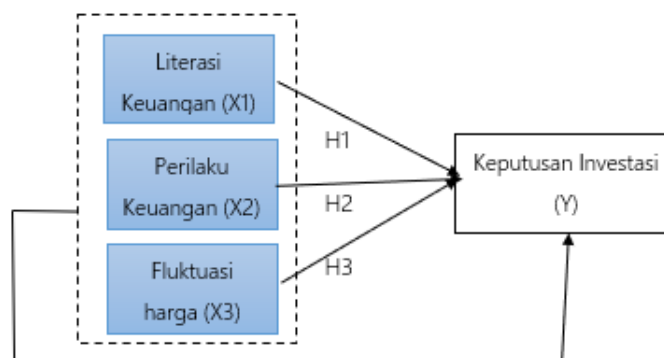 Literasi
Keuangan (X1)
H1
Perilaku
Keuangan (X2)
H2
Keputusan Investasi
(Y)
Fluktuasi
harga (X3)
H3